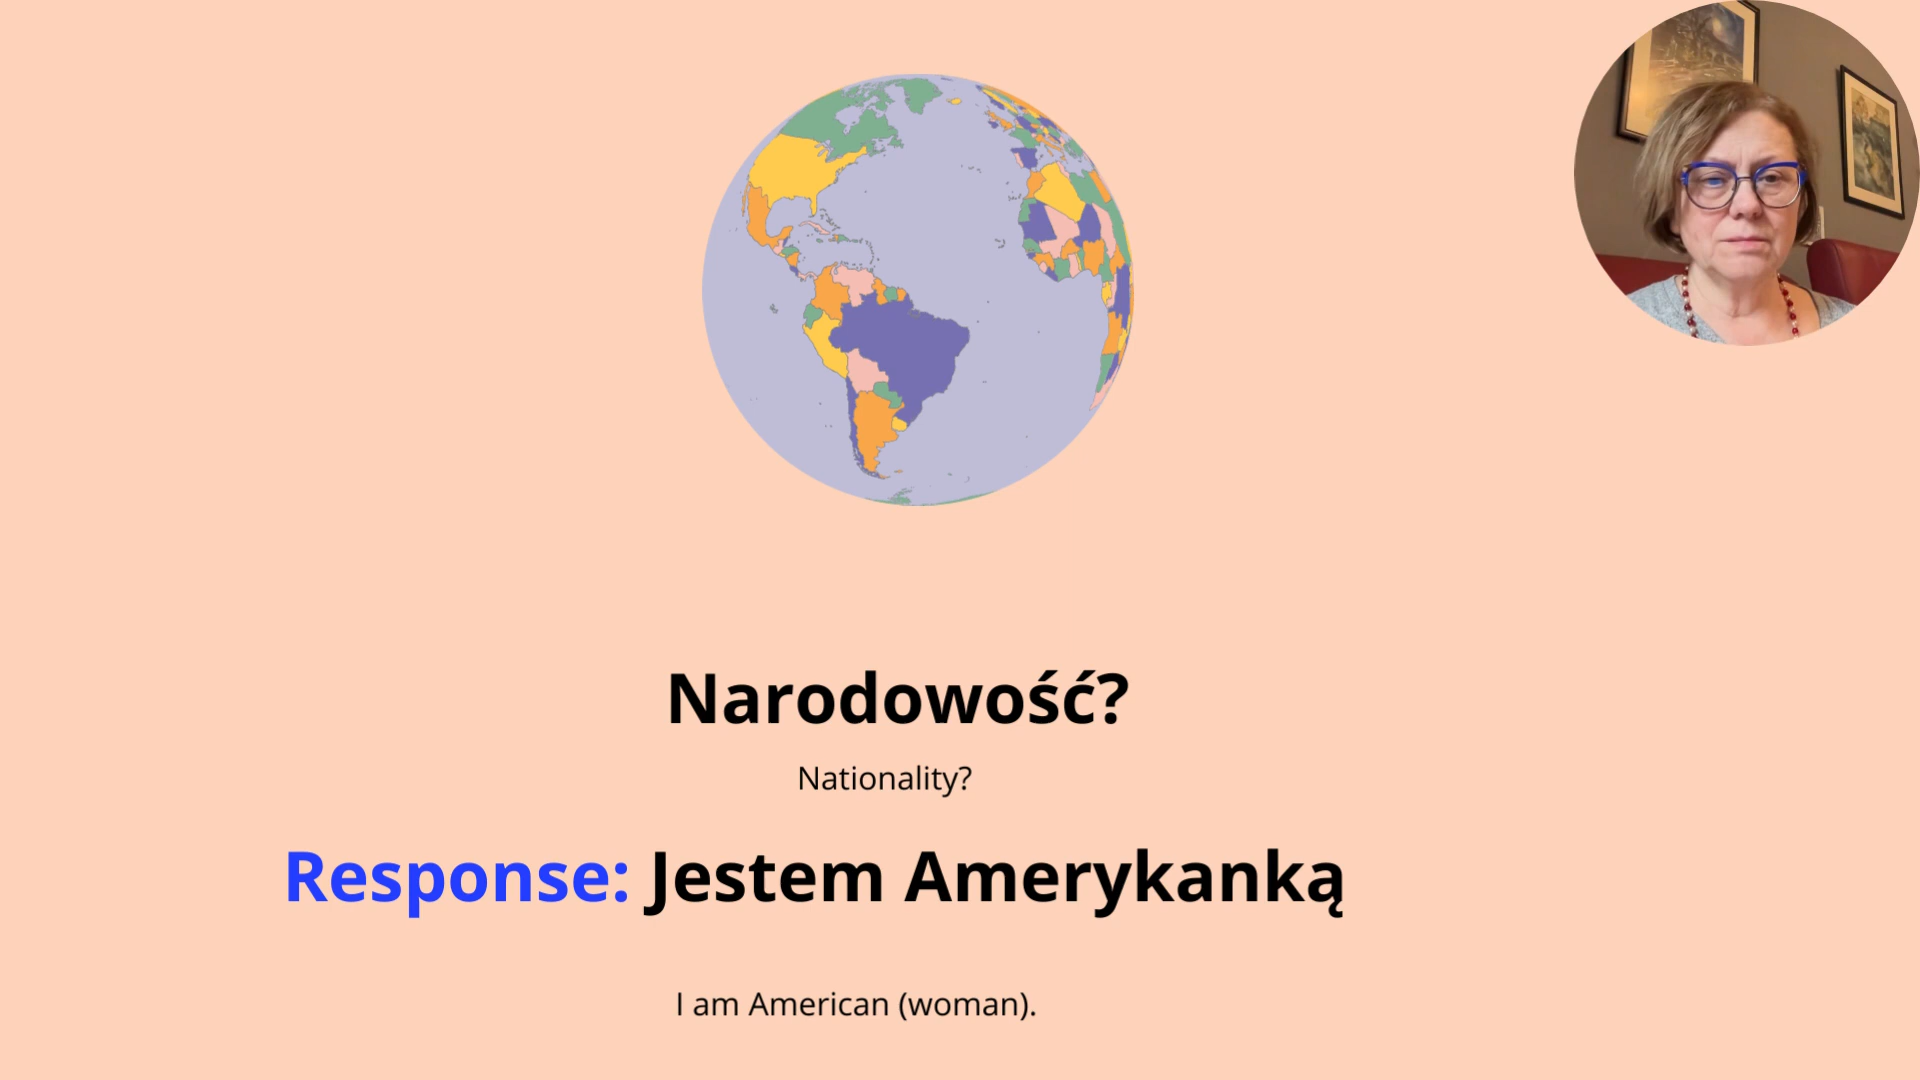 Narodowość?
Nationality?
Response: Jestem Amerykanką
I am American (woman).